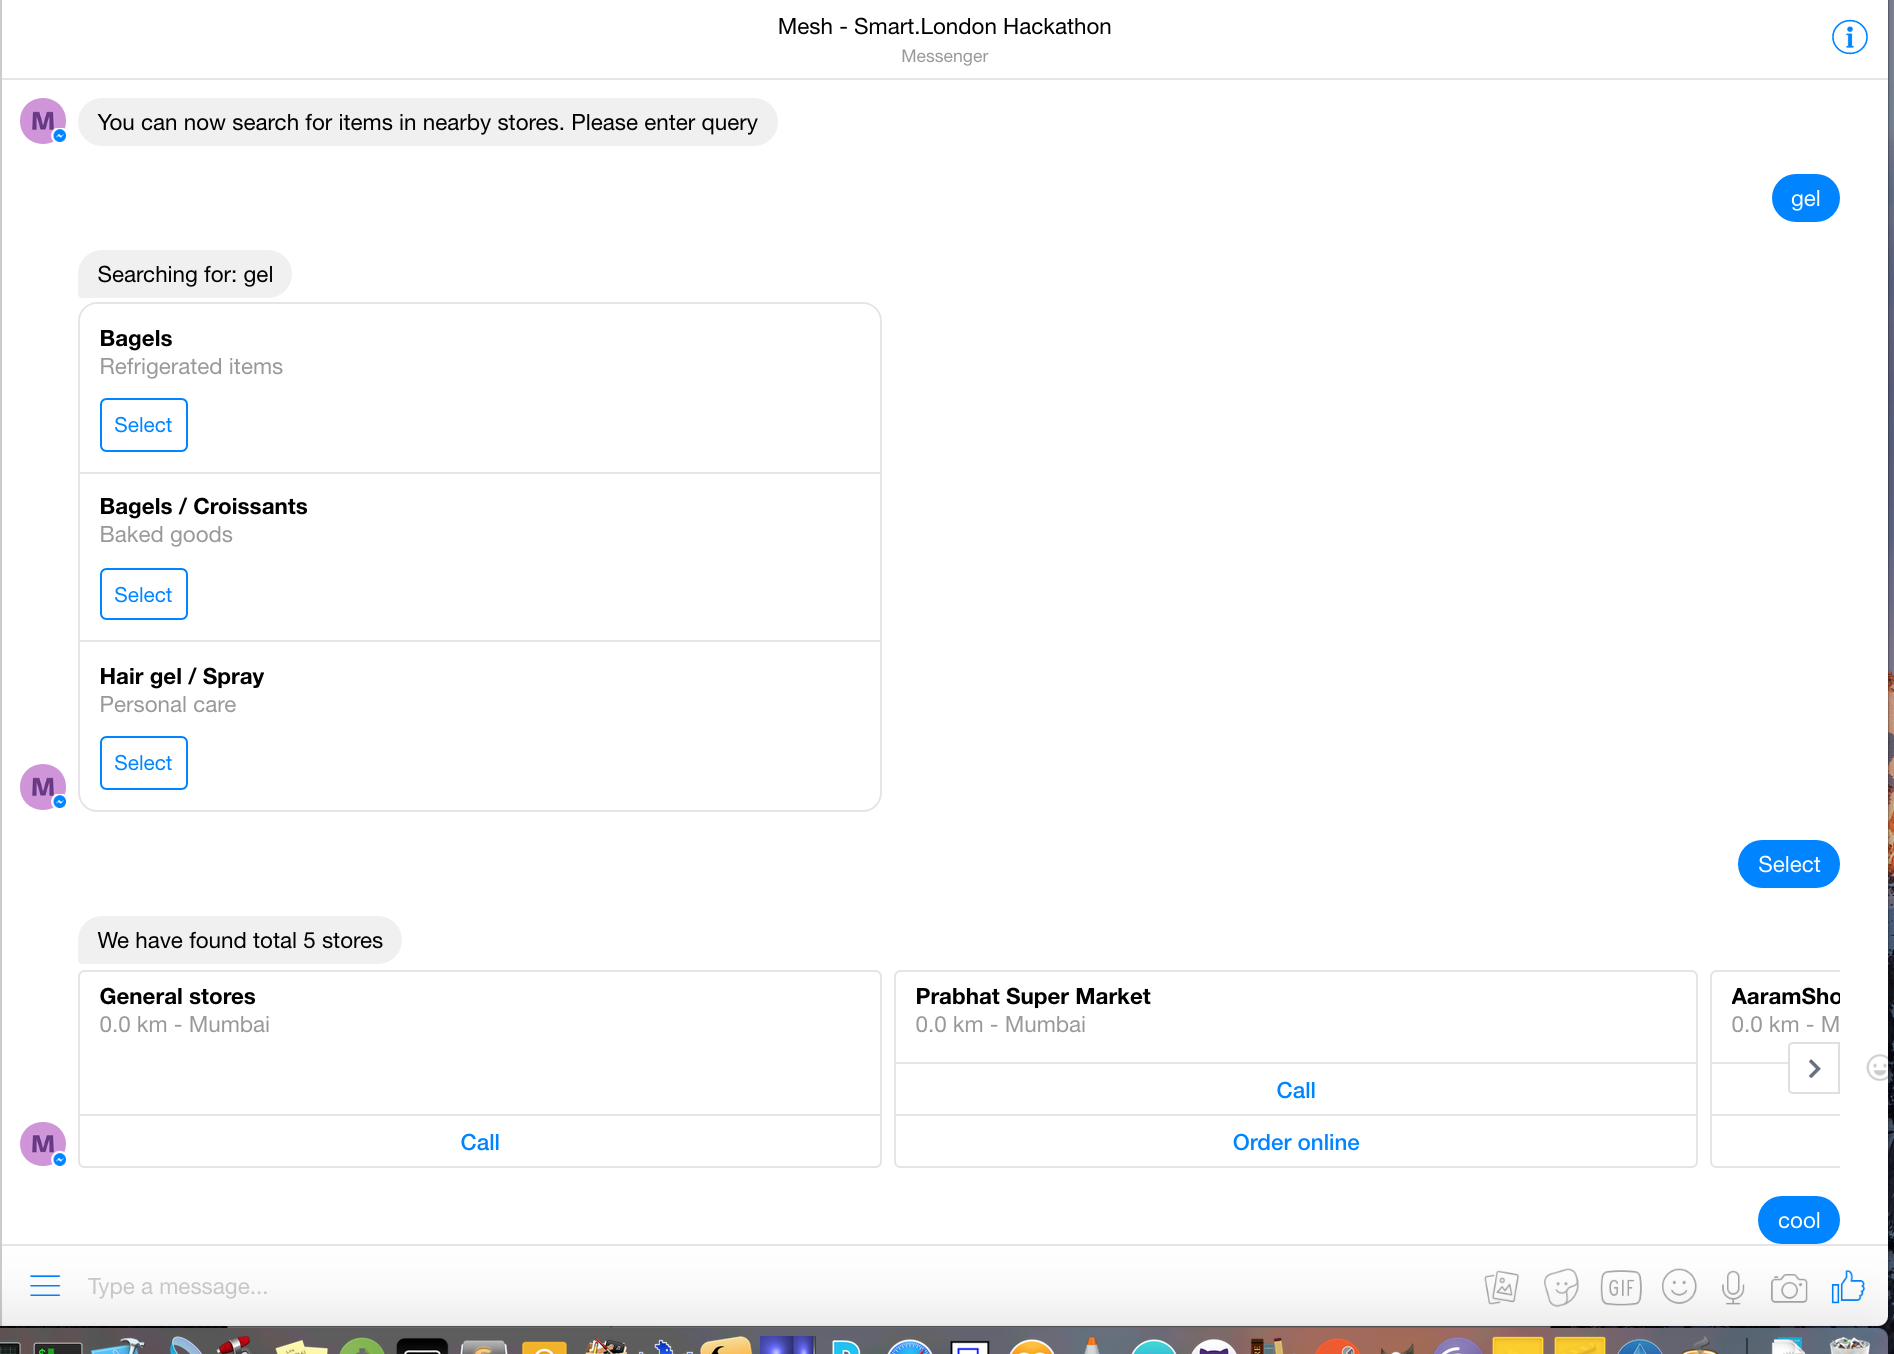 Mesh - Smart.London Hackathon
Messenger
M
You can now search for items in nearby stores. Please enter query
gel
Searching for: gel
Bagels
Refrigerated items
Select
Bagels / Croissants
Baked goods
Select
Hair gel / Spray
Personal care
Select
M
Select
We have found total 5 stores
General stores
0.0 km - Mumbai
Call
Prabhat Super Market
0.0 km - Mumbai
Call
Order online
AaramSho
0.0 km - M
M
cool
Type a message...
GIF